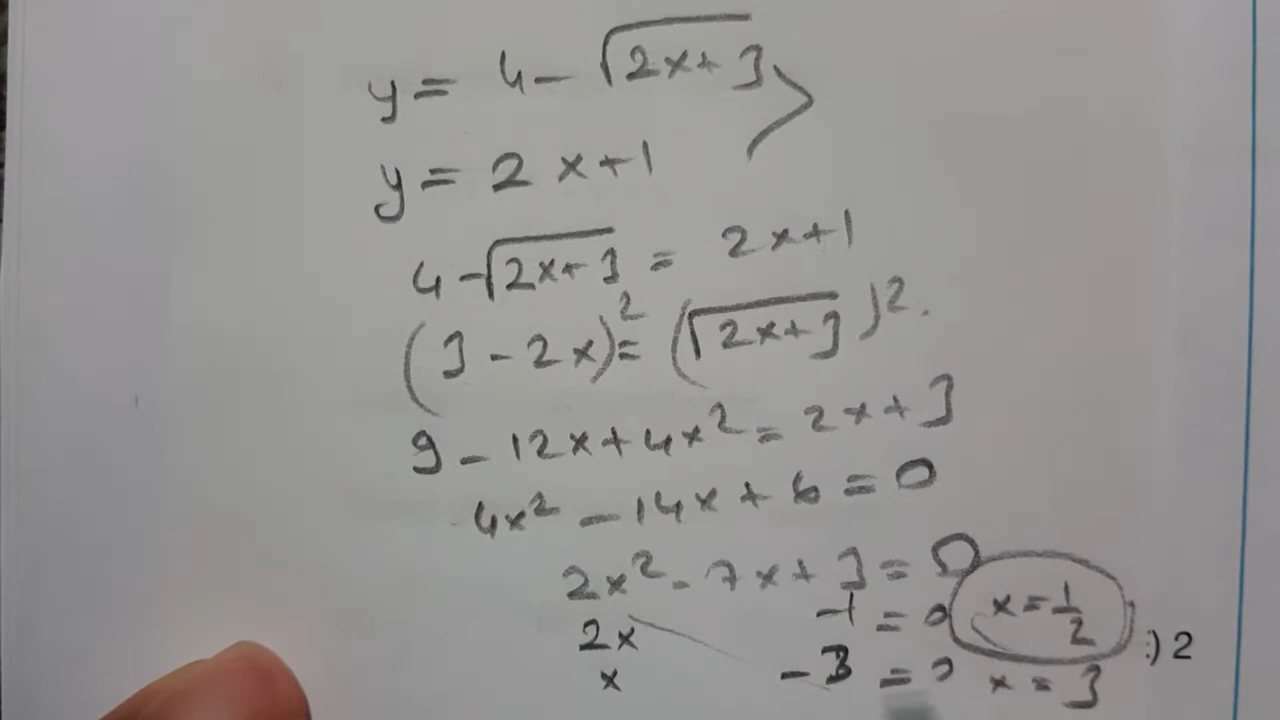 y = 4 - √(2x+3)
y = 2x+1
4 - √(2x+3) = 2x+1
(3 - 2x)² = (√(2x+3))².
9 - 12x + 4x² = 2x+3
4x² - 14x + 6 = 0
2x² - 7x + 3 = 0
2x -1 = 0 x = 1/2
x -3 = 0 x = 3
:) 2